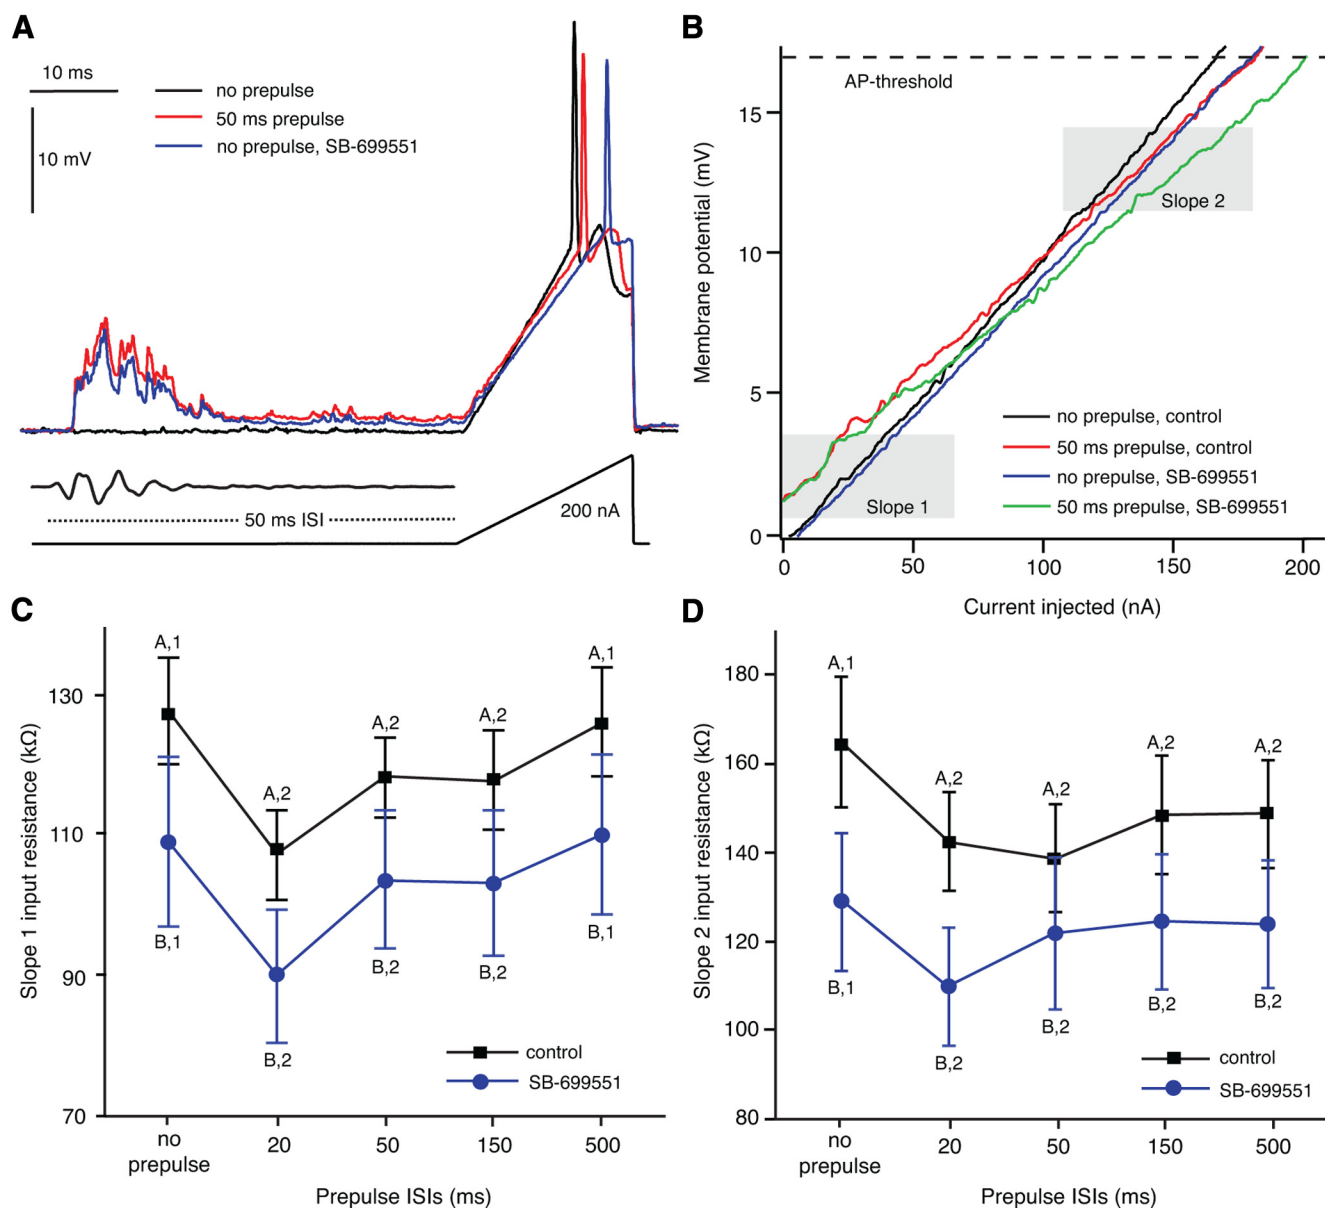 A
10 ms
10 mV
no prepulse
50 ms prepulse
no prepulse, SB-699551
50 ms ISI
200 nA
B
AP-threshold
Slope 2
Slope 1
no prepulse, control
50 ms prepulse, control
no prepulse, SB-699551
50 ms prepulse, SB-699551
Membrane potential (mV)
15
10
5
0
0
50
100
150
200
Current injected (nA)
C
Slope 1 input resistance (kΩ)
130
110
90
70
A,1
A,2
A,2
A,2
A,1
B,1
B,2
B,2
B,2
B,1
control
SB-699551
no
prepulse
20
50
150
500
Prepulse ISIs (ms)
D
Slope 2 input resistance (kΩ)
180
160
140
120
100
80
A,1
A,2
A,2
A,2
A,2
B,1
B,2
B,2
B,2
B,2
control
SB-699551
no
prepulse
20
50
150
500
Prepulse ISIs (ms)